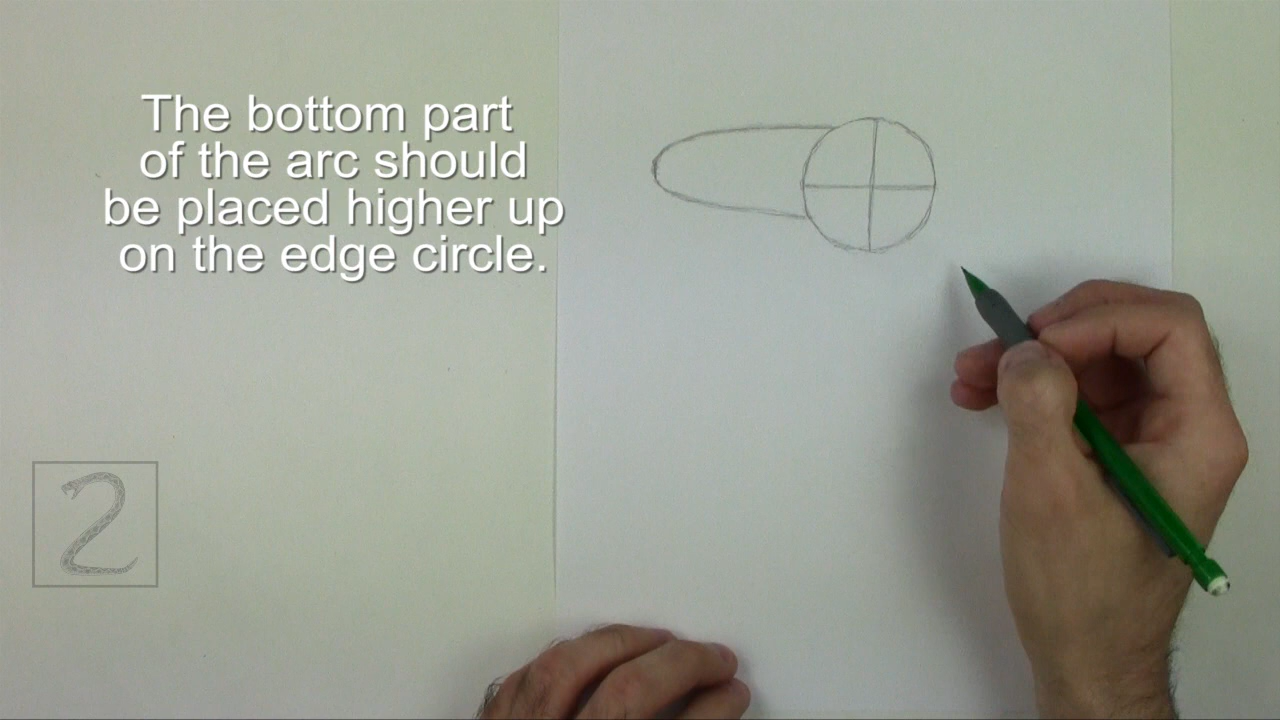 The bottom part
of the arc should
be placed higher up
on the edge circle.